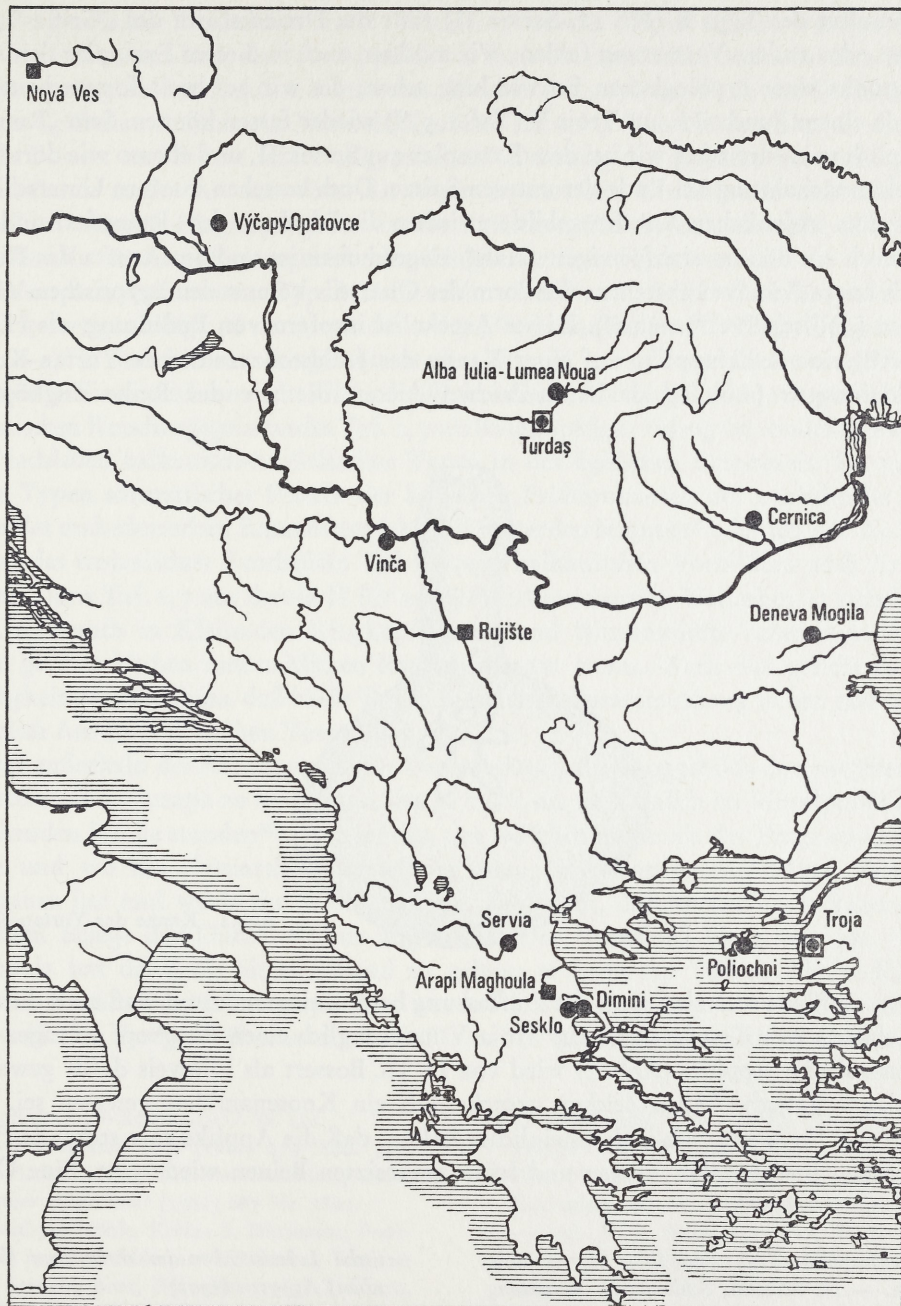 Nová Ves
Výčapy-Opatovce
Alba Iulia-Lumea Noua
Turdaş
Cernica
Vinča
Deneva Mogila
Rujište
Servia
Troja
Poliochni
Arapi Maghoula
Dimini
Sesklo